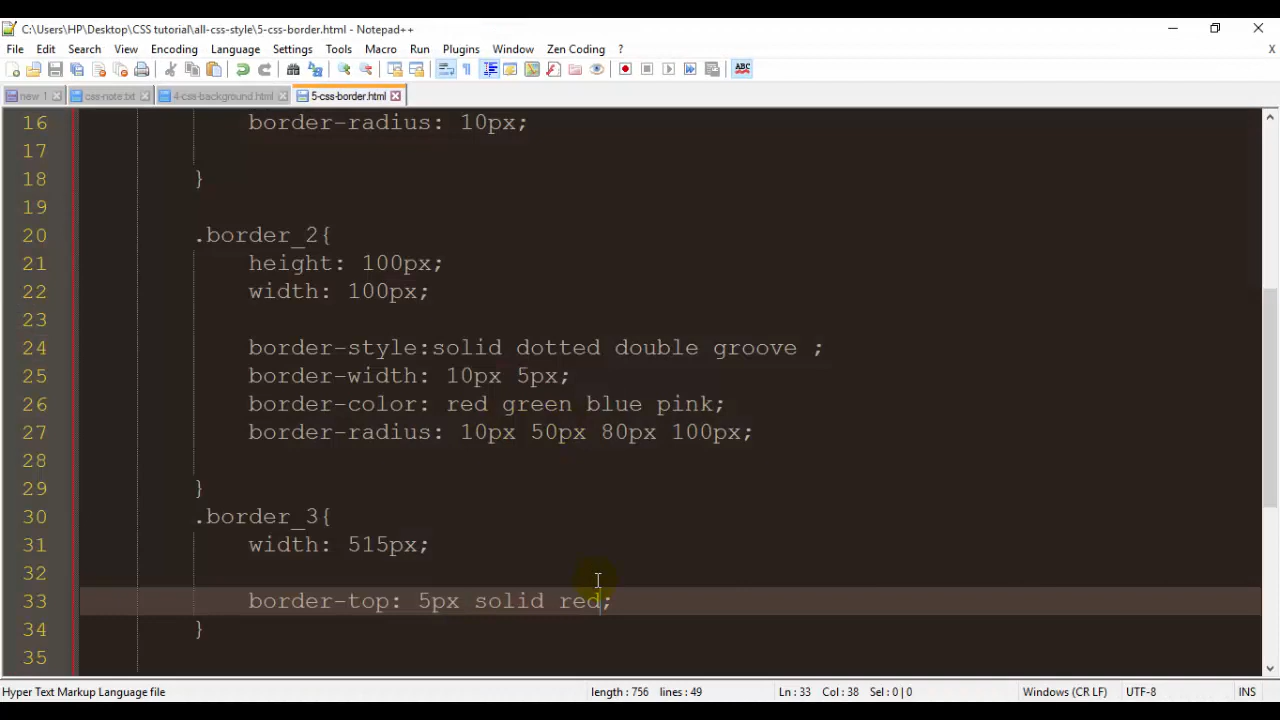 C:\Users\HP\Desktop\CSS tutorial\all-css-style\5-css-border.html - Notepad++
File Edit Search View Encoding Language Settings Tools Macro Run Plugins Window Zen Coding ? X
ABC
new 1 css-note.txt 4-css-background.html 5-css-border.html
16 border-radius: 10px;
17
18 }
19
20 .border_2{
21 height: 100px;
22 width: 100px;
23
24 border-style:solid dotted double groove ;
25 border-width: 10px 5px;
26 border-color: red green blue pink;
27 border-radius: 10px 50px 80px 100px;
28
29 }
30 .border_3{
31 width: 515px;
32
33 border-top: 5px solid red;
34 }
35
Hyper Text Markup Language file length : 756 lines : 49 Ln : 33 Col : 38 Sel : 0 | 0 Windows (CR LF) UTF-8 INS